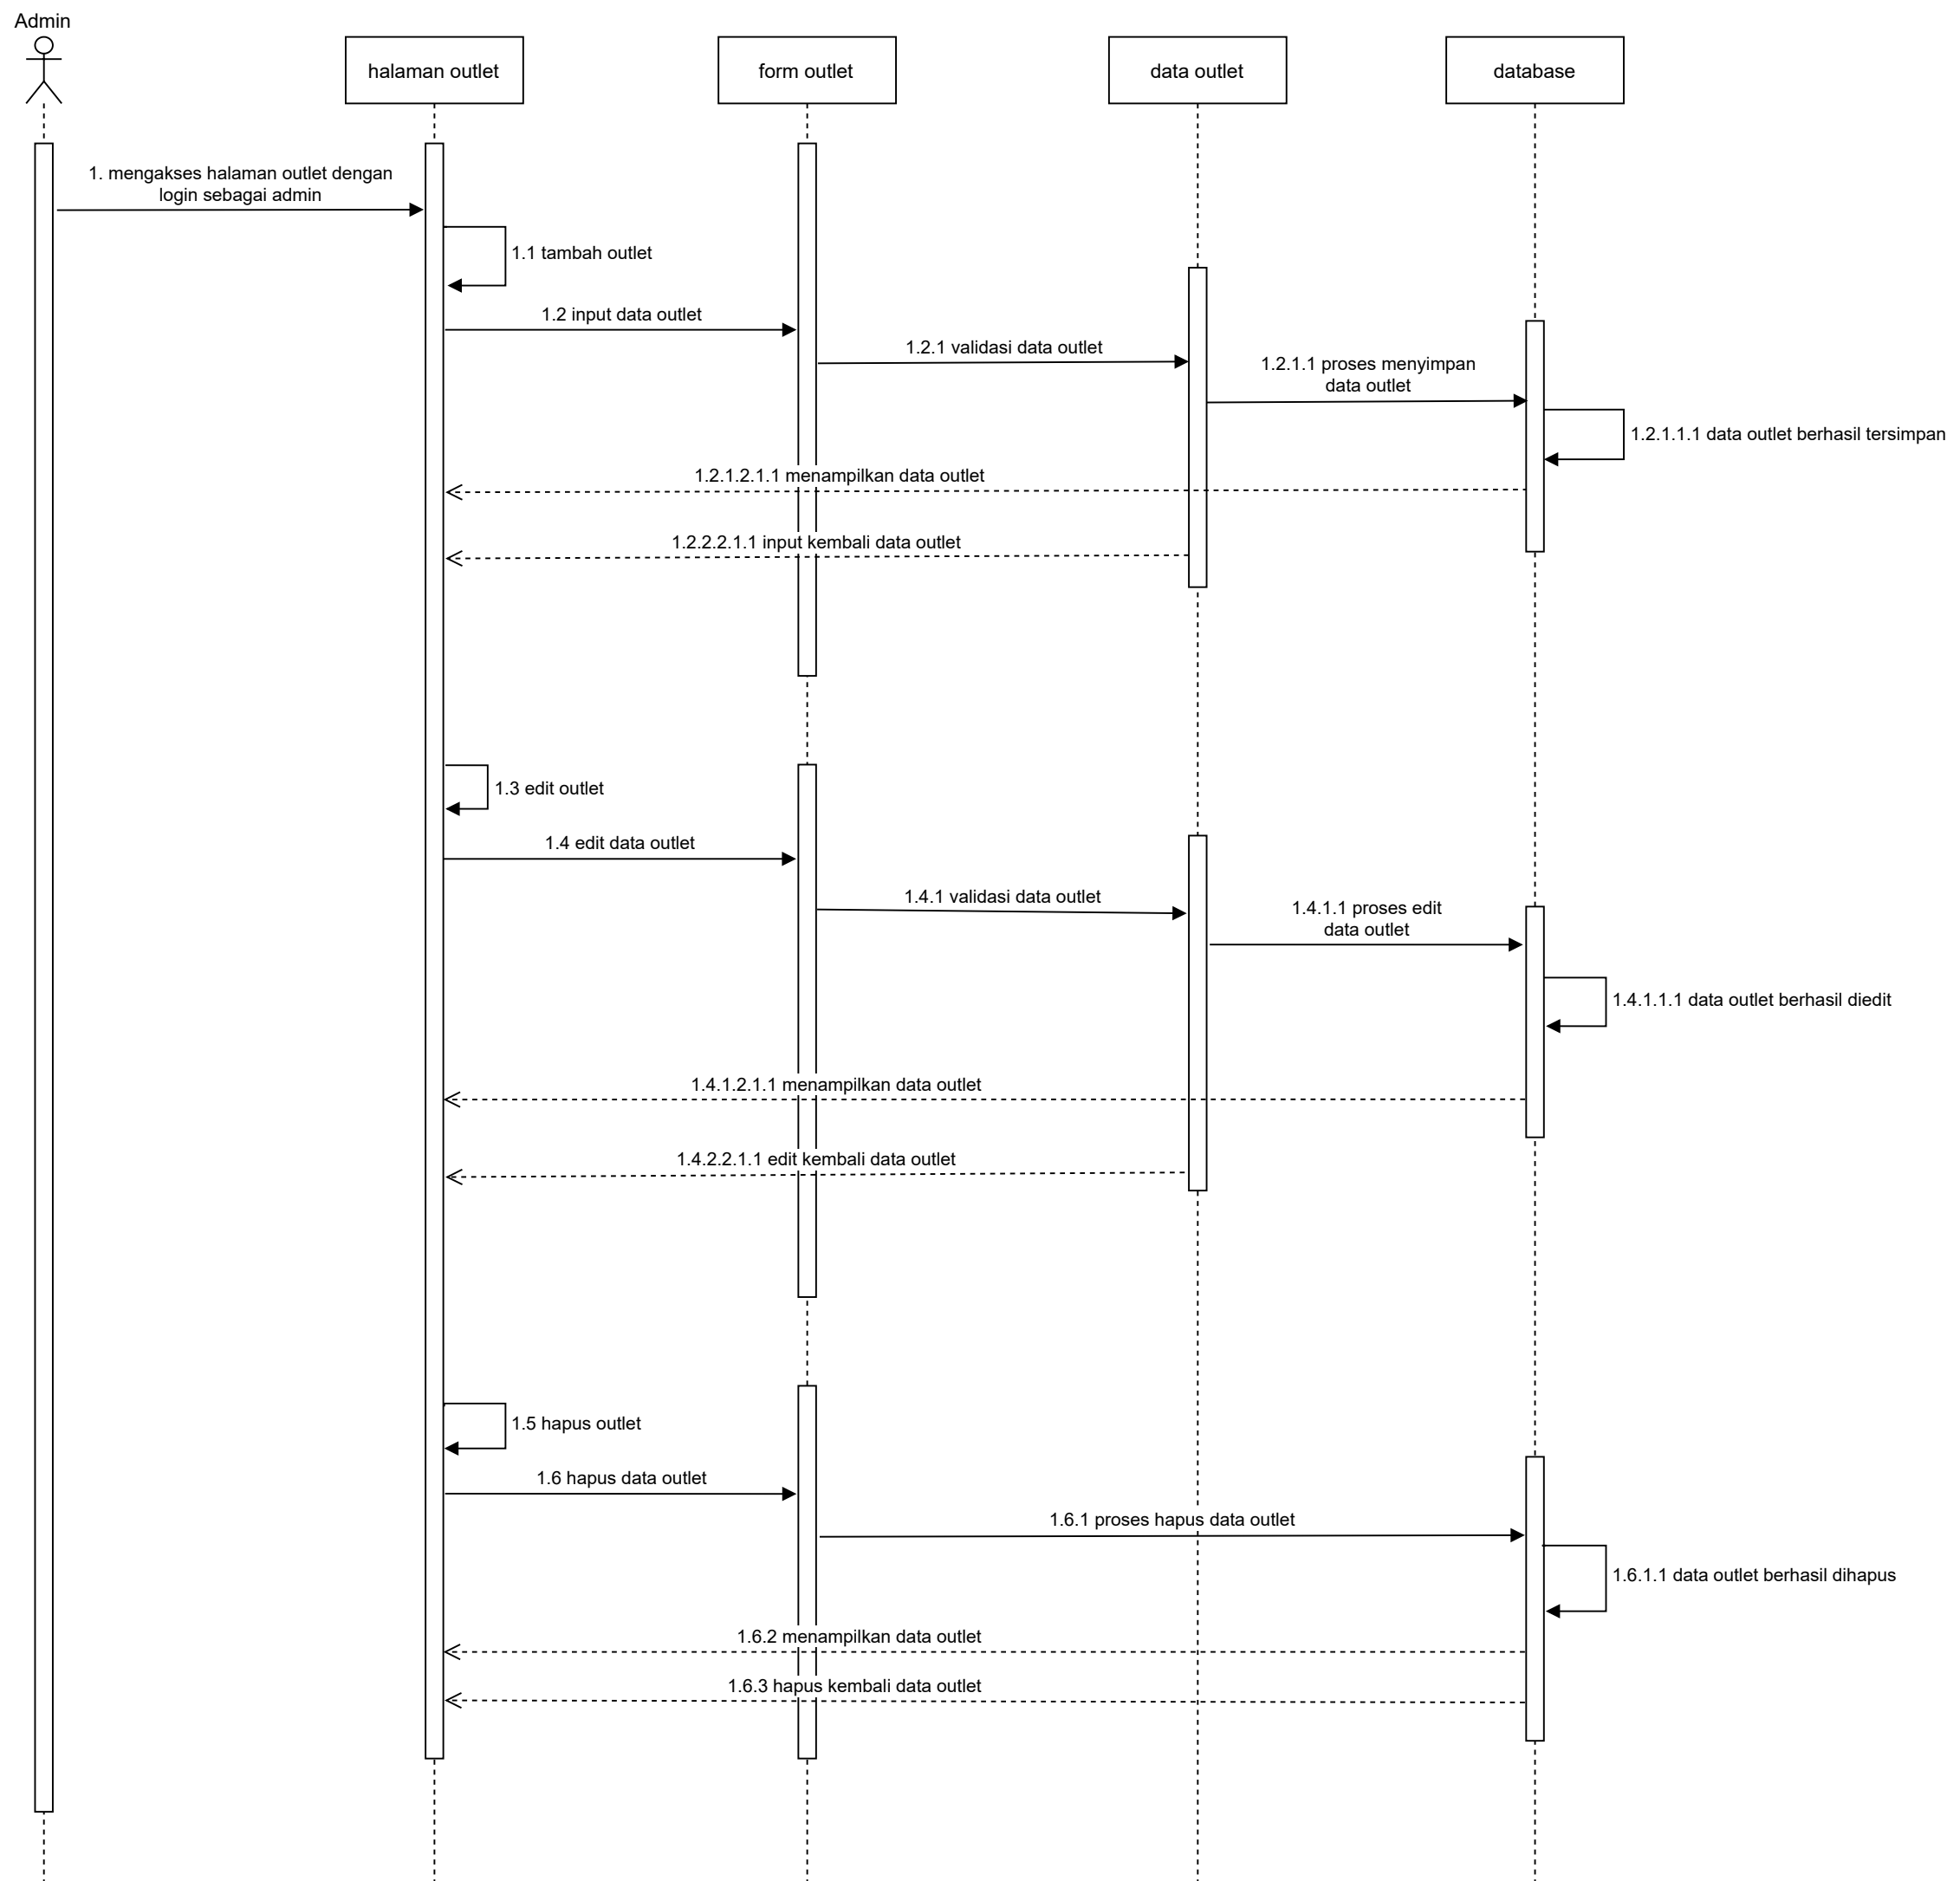 Admin
halaman outlet
form outlet
data outlet
database
1. mengakses halaman outlet dengan
login sebagai admin
1.1 tambah outlet
1.2 input data outlet
1.2.1 validasi data outlet
1.2.1.1 proses menyimpan
data outlet
1.2.1.1.1 data outlet berhasil tersimpan
1.2.1.2.1.1 menampilkan data outlet
1.2.2.2.1.1 input kembali data outlet
1.3 edit outlet
1.4 edit data outlet
1.4.1 validasi data outlet
1.4.1.1 proses edit
data outlet
1.4.1.1.1 data outlet berhasil diedit
1.4.1.2.1.1 menampilkan data outlet
1.4.2.2.1.1 edit kembali data outlet
1.5 hapus outlet
1.6 hapus data outlet
1.6.1 proses hapus data outlet
1.6.1.1 data outlet berhasil dihapus
1.6.2 menampilkan data outlet
1.6.3 hapus kembali data outlet